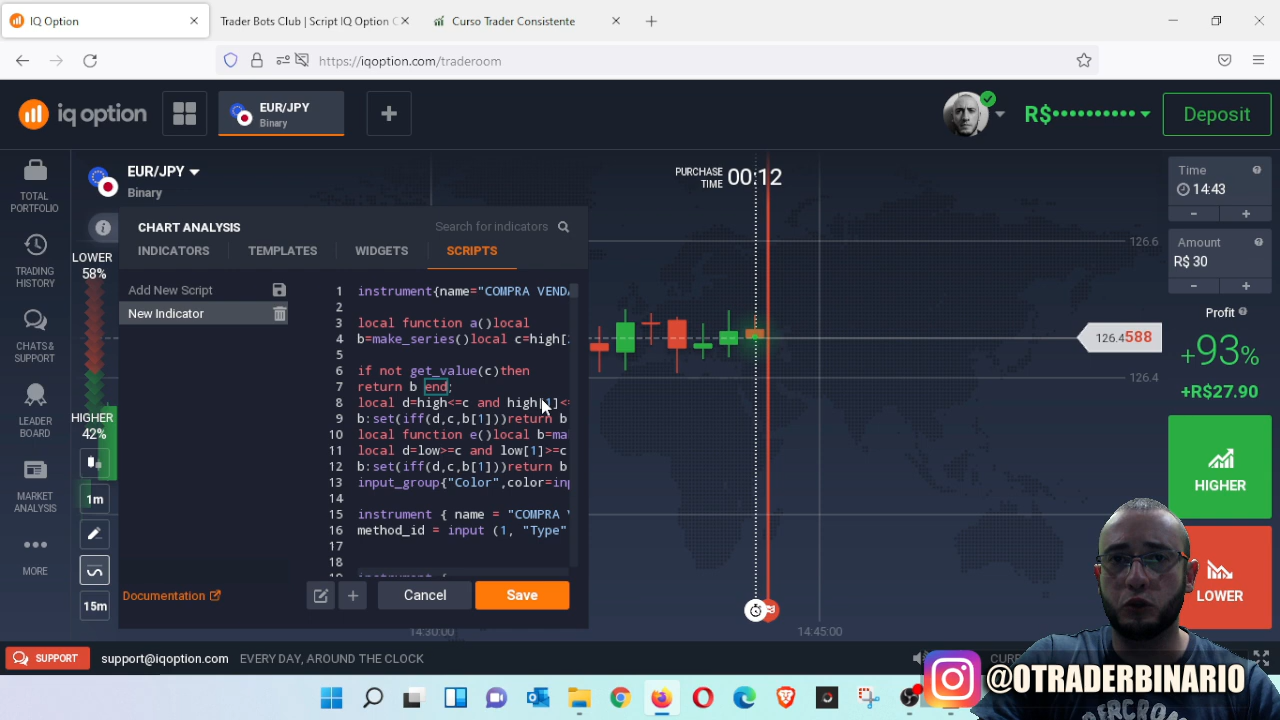 IQ Option
Trader Bots Club | Script IQ Option C
Curso Trader Consistente
https://iqoption.com/traderoom
iq option
EUR/JPY
Binary
R$••••••••••
Deposit
TOTAL
PORTFOLIO
TRADING
HISTORY
CHATS &
SUPPORT
LEADER
BOARD
MARKET
ANALYSIS
MORE
EUR/JPY
Binary
LOWER
58%
HIGHER
42%
1m
15m
CHART ANALYSIS
Search for indicators
INDICATORS
TEMPLATES
WIDGETS
SCRIPTS
Add New Script
New Indicator
1 instrument{name="COMPRA VENDA
2
3 local function a()local
4 b=make_series()local c=high[
5
6 if not get_value(c)then
7 return b end;
8 local d=high<=c and high[1]<=
9 b:set(iff(d,c,b[1]))return b
10 local function e()local b=ma
11 local d=low>=c and low[1]>=c
12 b:set(iff(d,c,b[1]))return b
13 input_group{"Color",color=inp
14
15 instrument { name = "COMPRA V
16 method_id = input (1, "Type"
17
18
19 instrument {
Documentation
Cancel
Save
PURCHASE
TIME
00:12
126.6
126.4588
126.4
14:30:00
14:45:00
Time
14:43
-
+
Amount
R$ 30
-
+
Profit
+93%
+R$27.90
HIGHER
LOWER
SUPPORT
support@iqoption.com
EVERY DAY, AROUND THE CLOCK
@OTRADERBINARIO